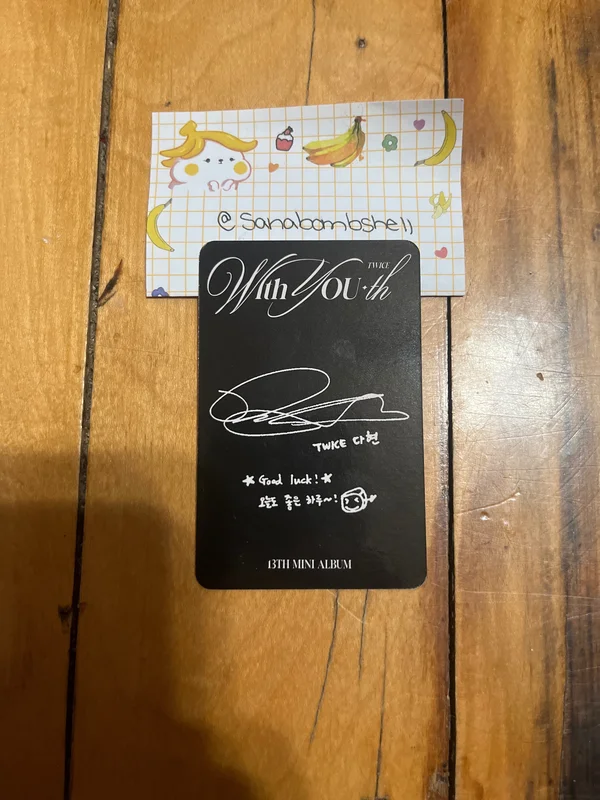 @sanabombshell
TWICE
With YOU-th
TWICE 다현
★ Good luck! ★
오늘도 좋은 하루~!
13TH MINI ALBUM